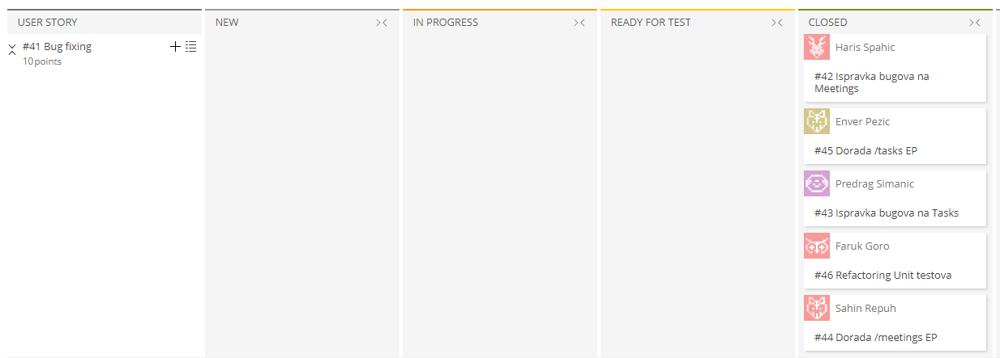 USER STORY
NEW
IN PROGRESS
READY FOR TEST
CLOSED
#41 Bug fixing
10 points
Haris Spahic
#42 Ispravka bugova na
Meetings
Enver Pezic
#45 Dorada /tasks EP
Predrag Simanic
#43 Ispravka bugova na Tasks
Faruk Goro
#46 Refactoring Unit testova
Sahin Repuh
#44 Dorada /meetings EP